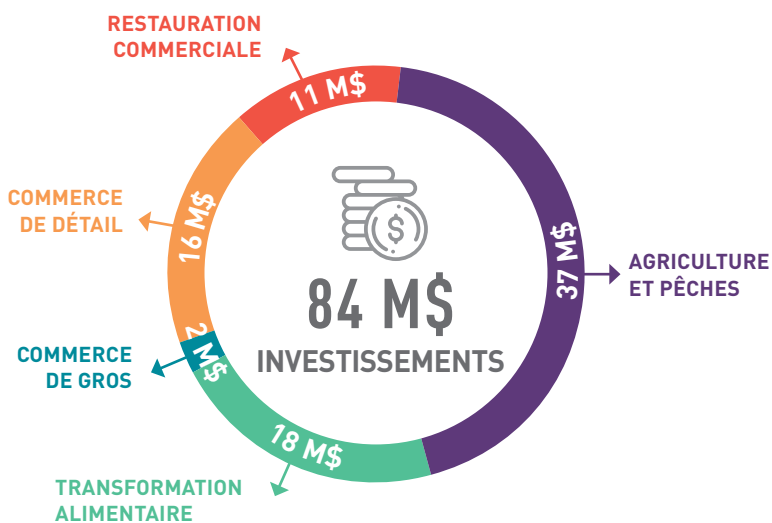 RESTAURATION
COMMERCIALE
11 M$
COMMERCE
DE DÉTAIL
16 M$
37 M$
AGRICULTURE
ET PÊCHES
$
84 M$
INVESTISSEMENTS
COMMERCE
DE GROS
2 M$
18 M$
TRANSFORMATION
ALIMENTAIRE